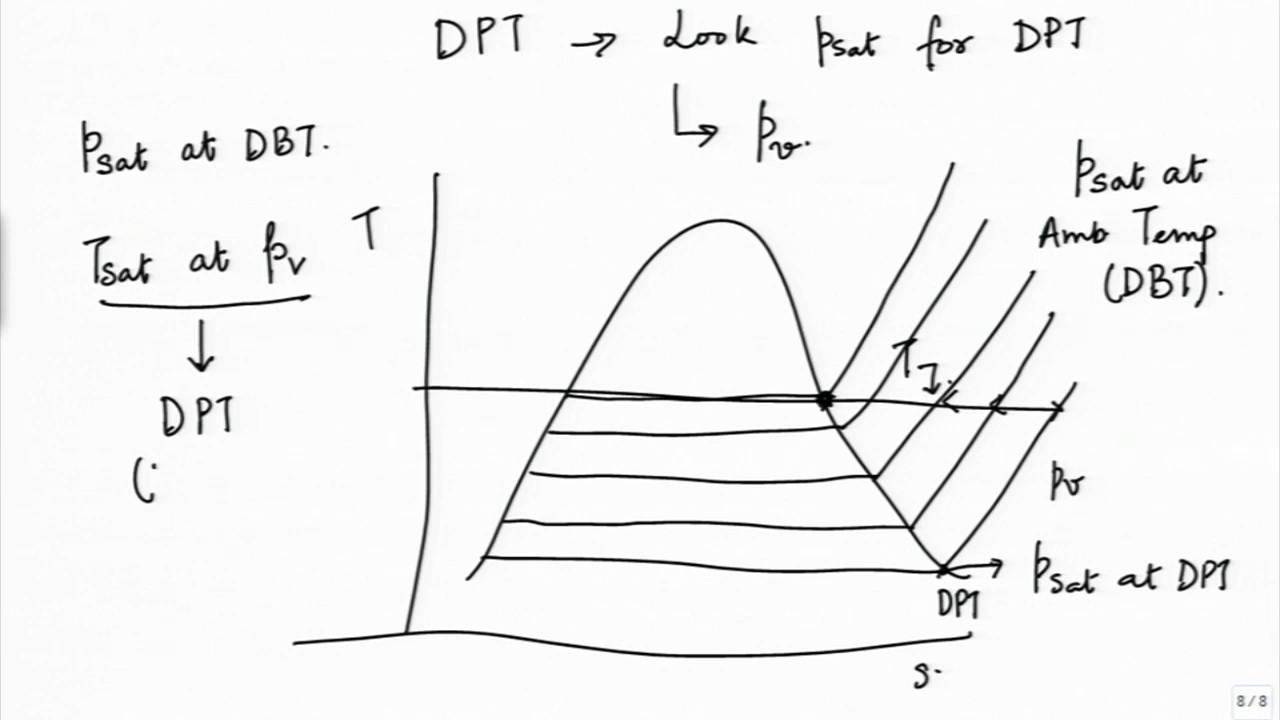 DPT → Look psat for DPT
↳ pv.
psat at DBT.
Tsat at pv
↓
DPT
(
T
psat at
Amb Temp
(DBT).
pv
psat at DPT
DPT
s.
8/8